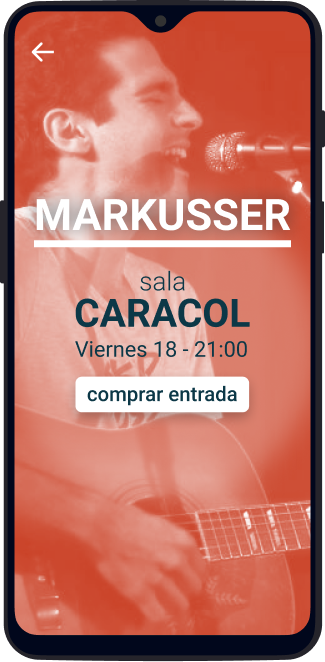 MARKUSSER
sala
CARACOL
Viernes 18 - 21:00
comprar entrada